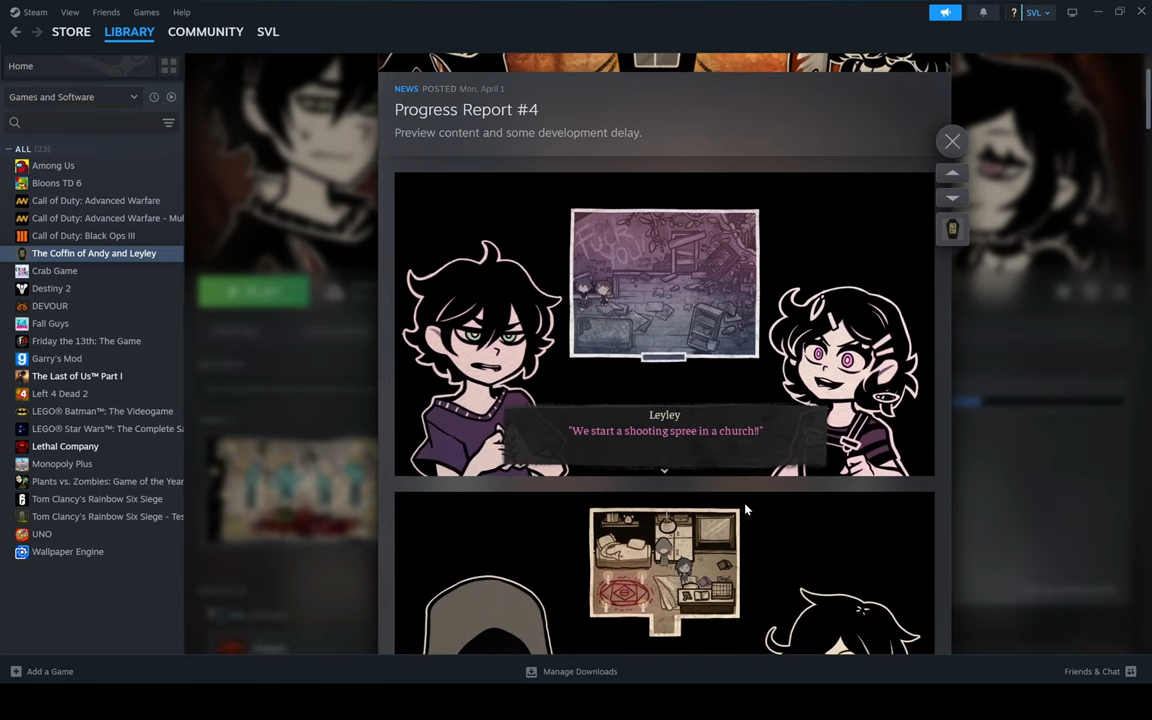 Steam View Friends Games Help
? SVL
STORE LIBRARY COMMUNITY SVL
Home
Games and Software
ALL (23)
Among Us
Bloons TD 6
Call of Duty: Advanced Warfare
Call of Duty: Advanced Warfare - Mul
Call of Duty: Black Ops III
The Coffin of Andy and Leyley
Crab Game
Destiny 2
DEVOUR
Fall Guys
Friday the 13th: The Game
Garry's Mod
The Last of Us™ Part I
Left 4 Dead 2
LEGO® Batman™: The Videogame
LEGO® Star Wars™: The Complete Sa
Lethal Company
Monopoly Plus
Plants vs. Zombies: Game of the Year
Tom Clancy's Rainbow Six Siege
Tom Clancy's Rainbow Six Siege - Tes
UNO
Wallpaper Engine
NEWS POSTED Mon, April 1
Progress Report #4
Preview content and some development delay.
FUCK
YOU
Leyley
"We start a shooting spree in a church!!"
Add a Game
Manage Downloads
Friends & Chat